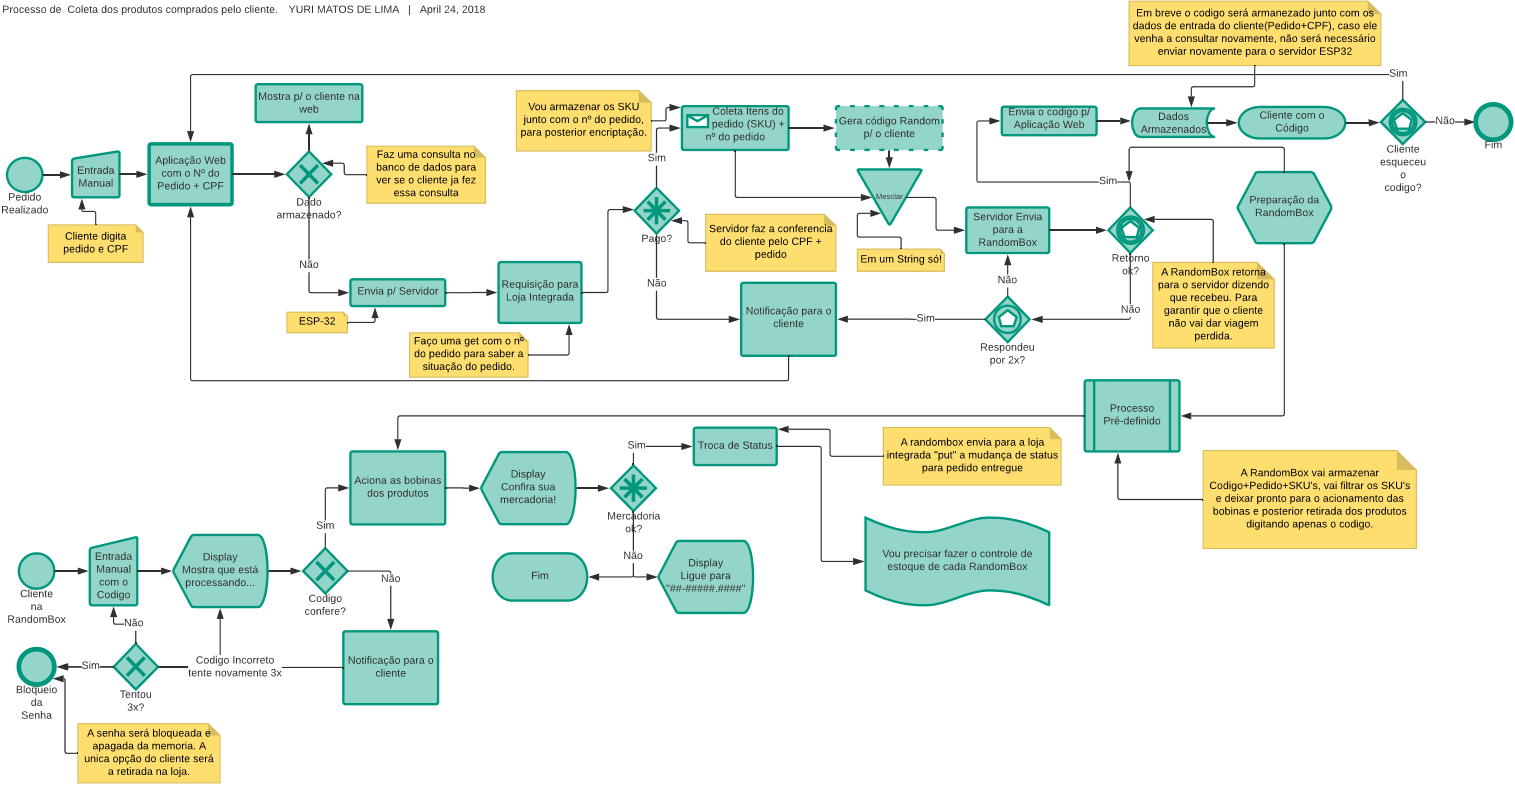 Processo de  Coleta dos produtos comprados pelo cliente.    YURI MATOS DE LIMA   |   April 24, 2018
Em breve o codigo será armanezado junto com os
dados de entrada do cliente(Pedido+CPF), caso ele
venha a consultar novamente, não será necessário
enviar novamente para o servidor ESP32
Sim
Mostra p/ o cliente na
web
Vou armazenar os SKU
junto com o nº do pedido,
para posterior encriptação.
Coleta Itens do
pedido (SKU) +
nº do pedido
Gera código Random
p/ o cliente
Envia o codigo p/
Aplicação Web
Dados
Armazenados
Cliente com o
Código
Não
Fim
Cliente
esqueceu
o
codigo?
Pedido
Realizado
Entrada
Manual
Aplicação Web
com o Nº do
Pedido + CPF
Dado
armazenado?
Faz uma consulta no
banco de dados para
ver se o cliente ja fez
essa consulta
Sim
Mesclar
Sim
Preparação da
RandomBox
Cliente digita
pedido e CPF
Pago?
Servidor faz a conferencia
do cliente pelo CPF +
pedido
Em um String só!
Servidor Envia
para a
RandomBox
Retorno
ok?
A RandomBox retorna
para o servidor dizendo
que recebeu. Para
garantir que o cliente
não vai dar viagem
perdida.
Não
Envia p/ Servidor
Requisição para
Loja Integrada
Não
Notificação para o
cliente
Não
Não
Sim
Respondeu
por 2x?
ESP-32
Faço uma get com o nº
do pedido para saber a
situação do pedido.
Processo
Pré-definido
Aciona as bobinas
dos produtos
Display
Confira sua
mercadoria!
Sim
Troca de Status
A randombox envia para a loja
integrada "put" a mudança de status
para pedido entregue
A RandomBox vai armazenar
Codigo+Pedido+SKU's, vai filtrar os SKU's
e deixar pronto para o acionamento das
bobinas e posterior retirada dos produtos
digitando apenas o codigo.
Mercadoria
ok?
Sim
Não
Fim
Display
Ligue para
"##-#####.####"
Vou precisar fazer o controle de
estoque de cada RandomBox
Cliente
na
RandomBox
Entrada
Manual
com o
Codigo
Display
Mostra que está
processando...
Codigo
confere?
Não
Não
Sim
Codigo Incorreto
tente novamente 3x
Notificação para o
cliente
Bloqueio
da
Senha
Tentou
3x?
A senha será bloqueada e
apagada da memoria. A
unica opção do cliente será
a retirada na loja.